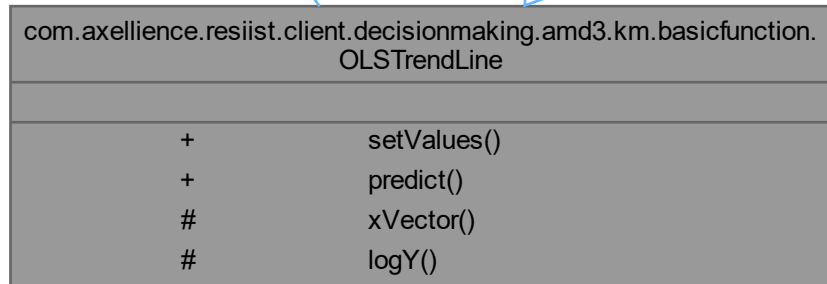 com.axellience.resiist.client.decisionmaking.amd3.km.basicfunction.
OLSTrendLine
+ setValues()
+ predict()
# xVector()
# logY()